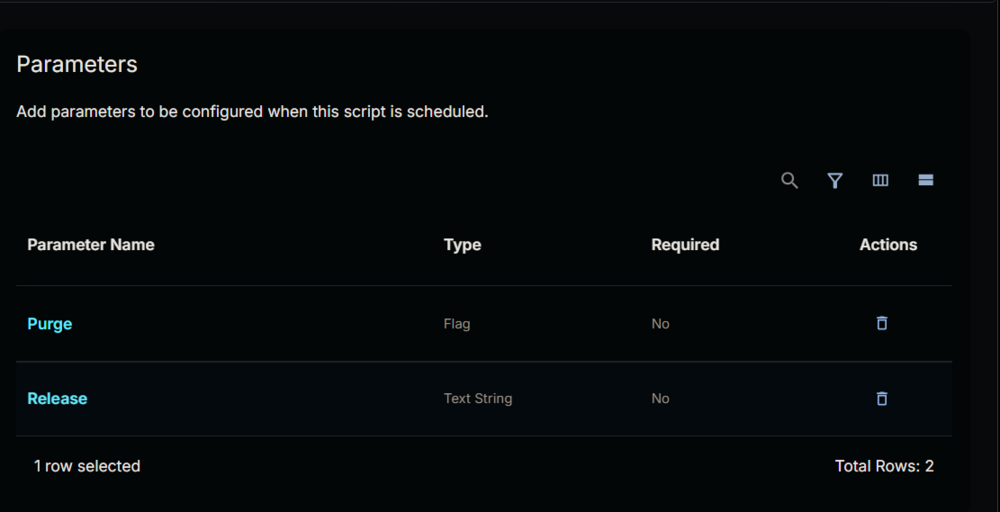 Parameters
Add parameters to be configured when this script is scheduled.
Parameter Name Type Required Actions
Purge Flag No
Release Text String No
1 row selected Total Rows: 2